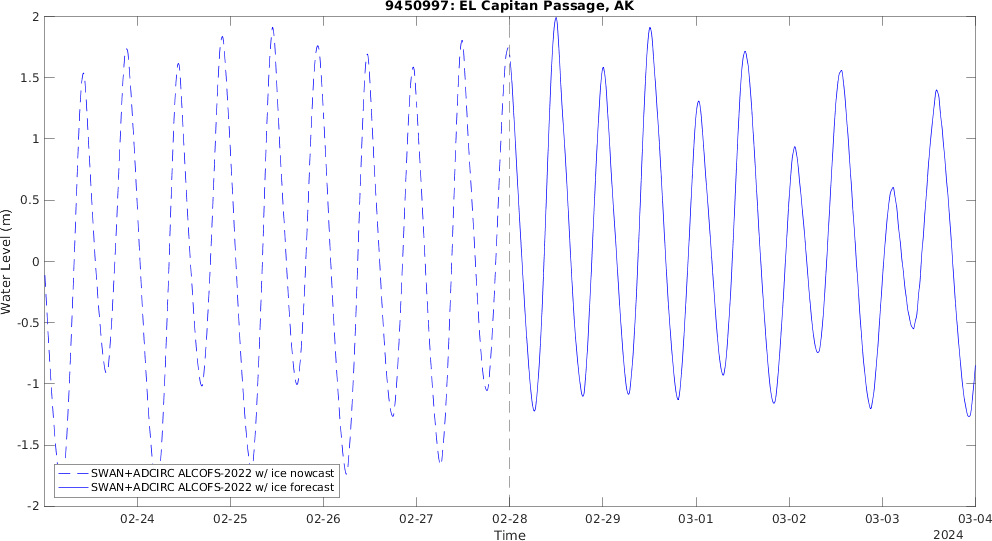 9450997: EL Capitan Passage, AK
2
1.5
1
0.5
0
-0.5
-1
-1.5
-2
Water Level (m)
SWAN+ADCIRC ALCOFS-2022 w/ ice nowcast
SWAN+ADCIRC ALCOFS-2022 w/ ice forecast
02-24 02-25 02-26 02-27 02-28 02-29 03-01 03-02 03-03 03-04
Time
2024